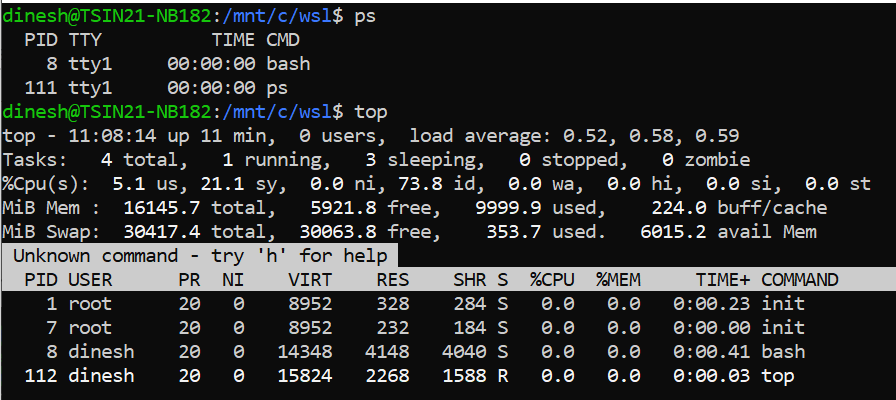 dinesh@TSIN21-NB182:/mnt/c/wsl$ ps
  PID TTY          TIME CMD
    8 tty1     00:00:00 bash
  111 tty1     00:00:00 ps
dinesh@TSIN21-NB182:/mnt/c/wsl$ top
top - 11:08:14 up 11 min,  0 users,  load average: 0.52, 0.58, 0.59
Tasks:   4 total,   1 running,   3 sleeping,   0 stopped,   0 zombie
%Cpu(s):  5.1 us, 21.1 sy,  0.0 ni, 73.8 id,  0.0 wa,  0.0 hi,  0.0 si,  0.0 st
MiB Mem :  16145.7 total,   5921.8 free,   9999.9 used,    224.0 buff/cache
MiB Swap:  30417.4 total,  30063.8 free,    353.7 used.   6015.2 avail Mem
 Unknown command - try 'h' for help
  PID USER      PR  NI    VIRT    RES    SHR S  %CPU  %MEM     TIME+ COMMAND
    1 root      20   0    8952    328    284 S   0.0   0.0   0:00.23 init
    7 root      20   0    8952    232    184 S   0.0   0.0   0:00.00 init
    8 dinesh    20   0   14348   4148   4040 S   0.0   0.0   0:00.41 bash
  112 dinesh    20   0   15824   2268   1588 R   0.0   0.0   0:00.03 top